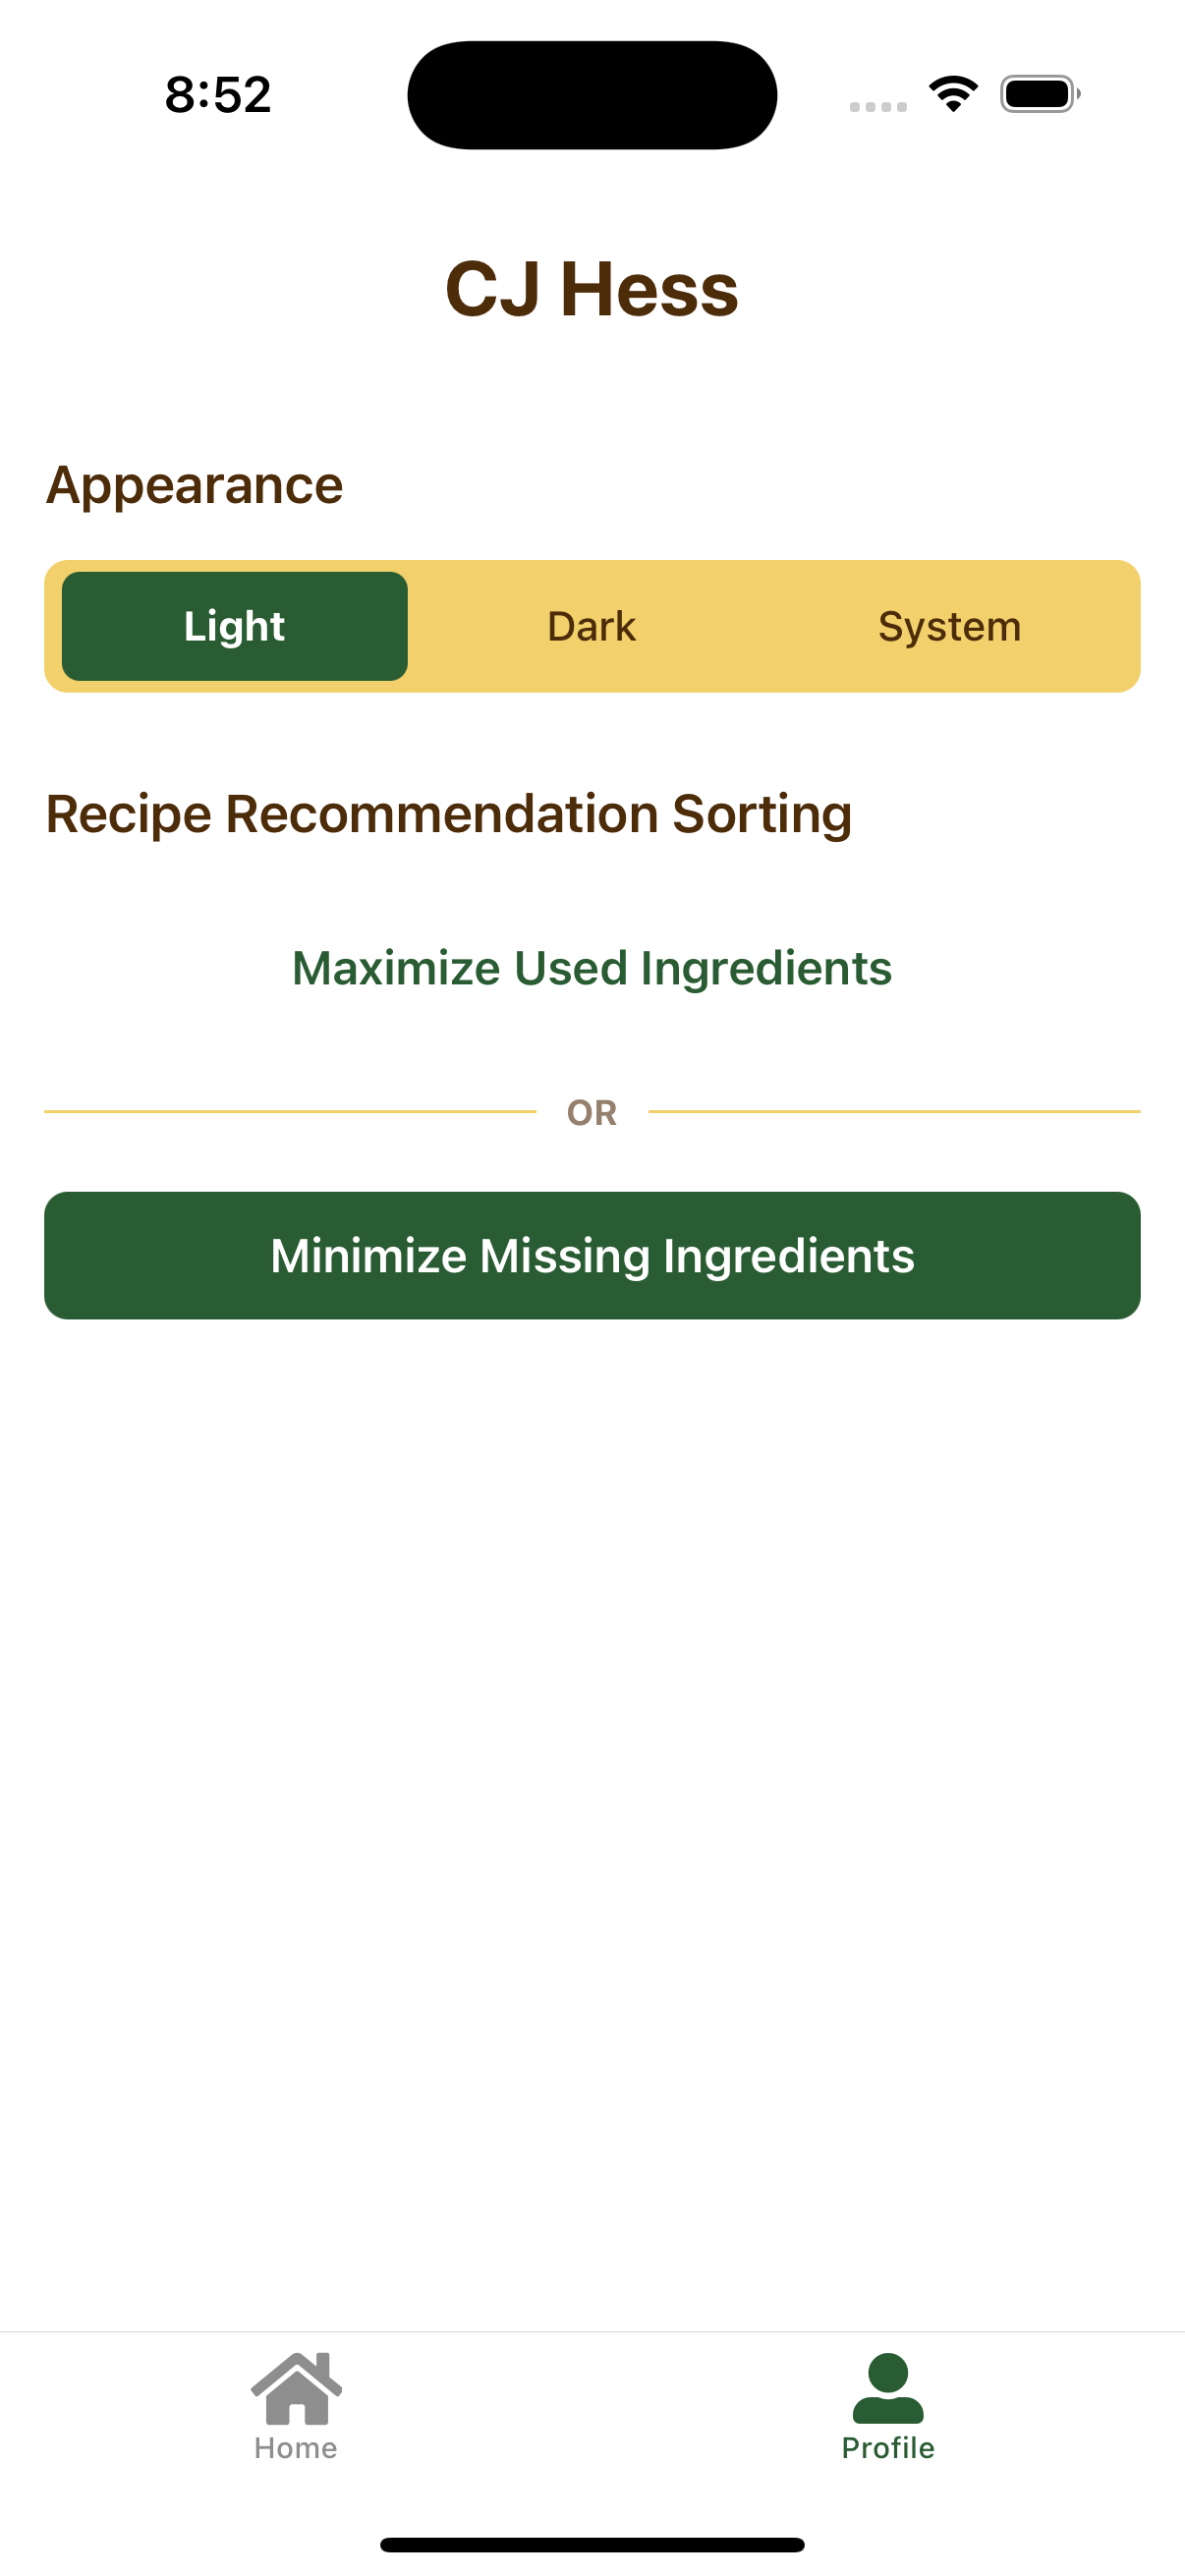 8:52
CJ Hess
Appearance
Light Dark System
Recipe Recommendation Sorting
Maximize Used Ingredients
OR
Minimize Missing Ingredients
Home Profile